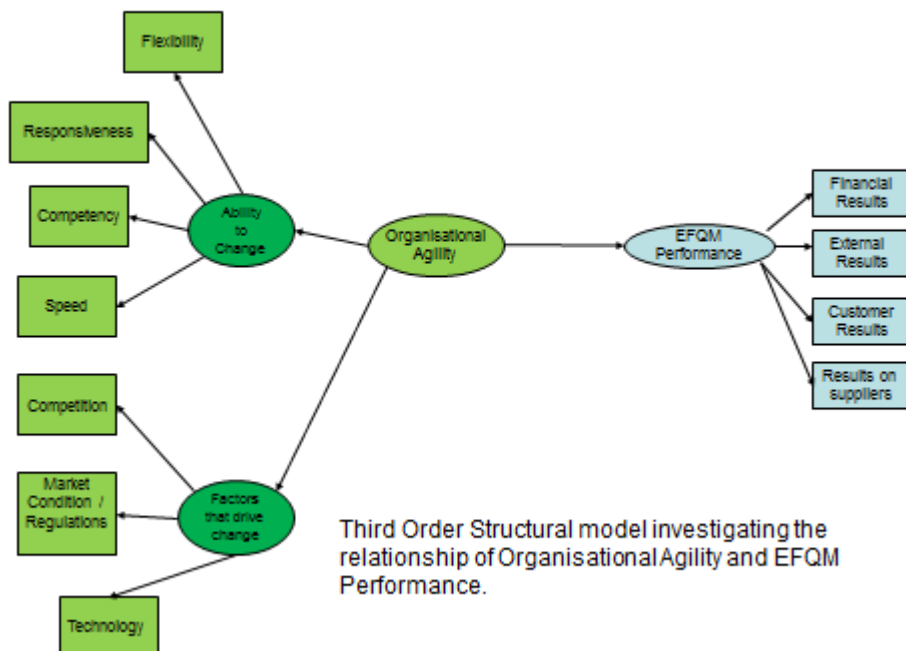 Flexibility
Responsiveness
Competency
Speed
Ability
to
Change
Organisational
Agility
EFQM
Performance
Financial
Results
External
Results
Customer
Results
Results on
suppliers
Competition
Market
Condition /
Regulations
Technology
Factors
that drive
change
Third Order Structural model investigating the
relationship of Organisational Agility and EFQM
Performance.